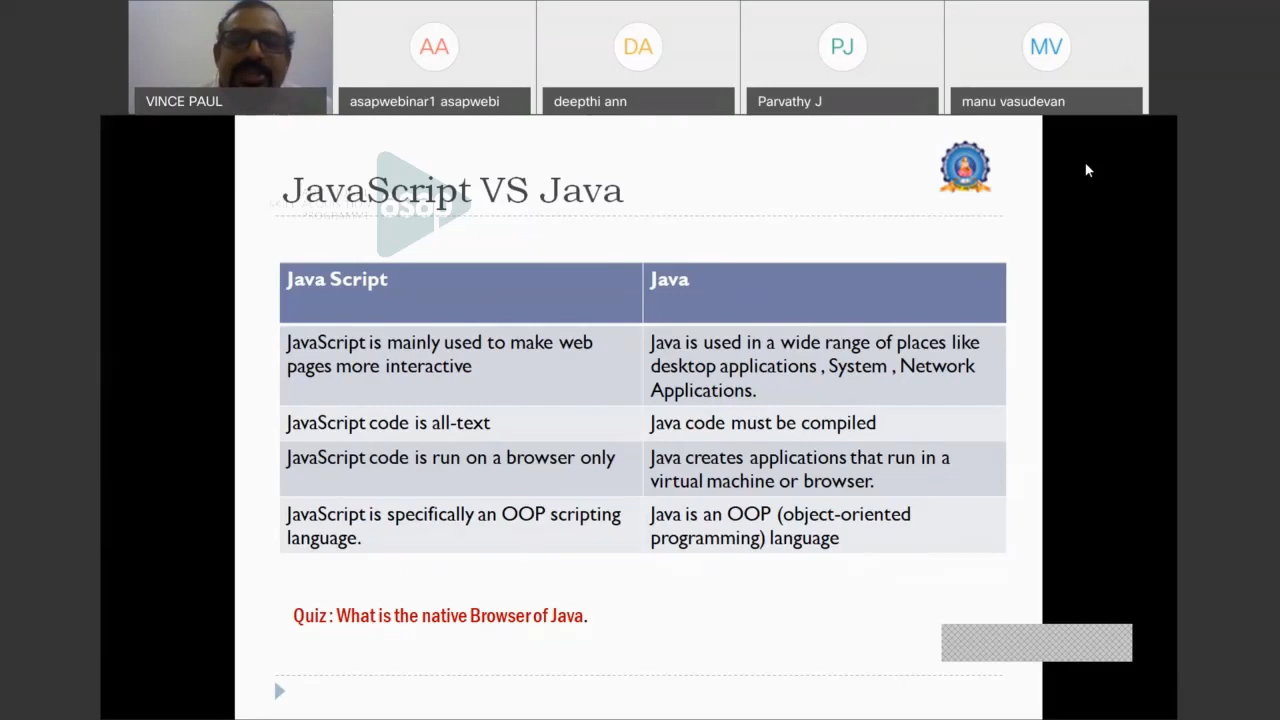 AA
DA
PJ
MV
VINCE PAUL
asapwebinar1 asapwebi
deepthi ann
Parvathy J
manu vasudevan
JavaScript VS Java
asap
Java Script
Java
JavaScript is mainly used to make web
pages more interactive
Java is used in a wide range of places like
desktop applications , System , Network
Applications.
JavaScript code is all-text
Java code must be compiled
JavaScript code is run on a browser only
Java creates applications that run in a
virtual machine or browser.
JavaScript is specifically an OOP scripting
language.
Java is an OOP (object-oriented
programming) language
Quiz : What is the native Browser of Java.